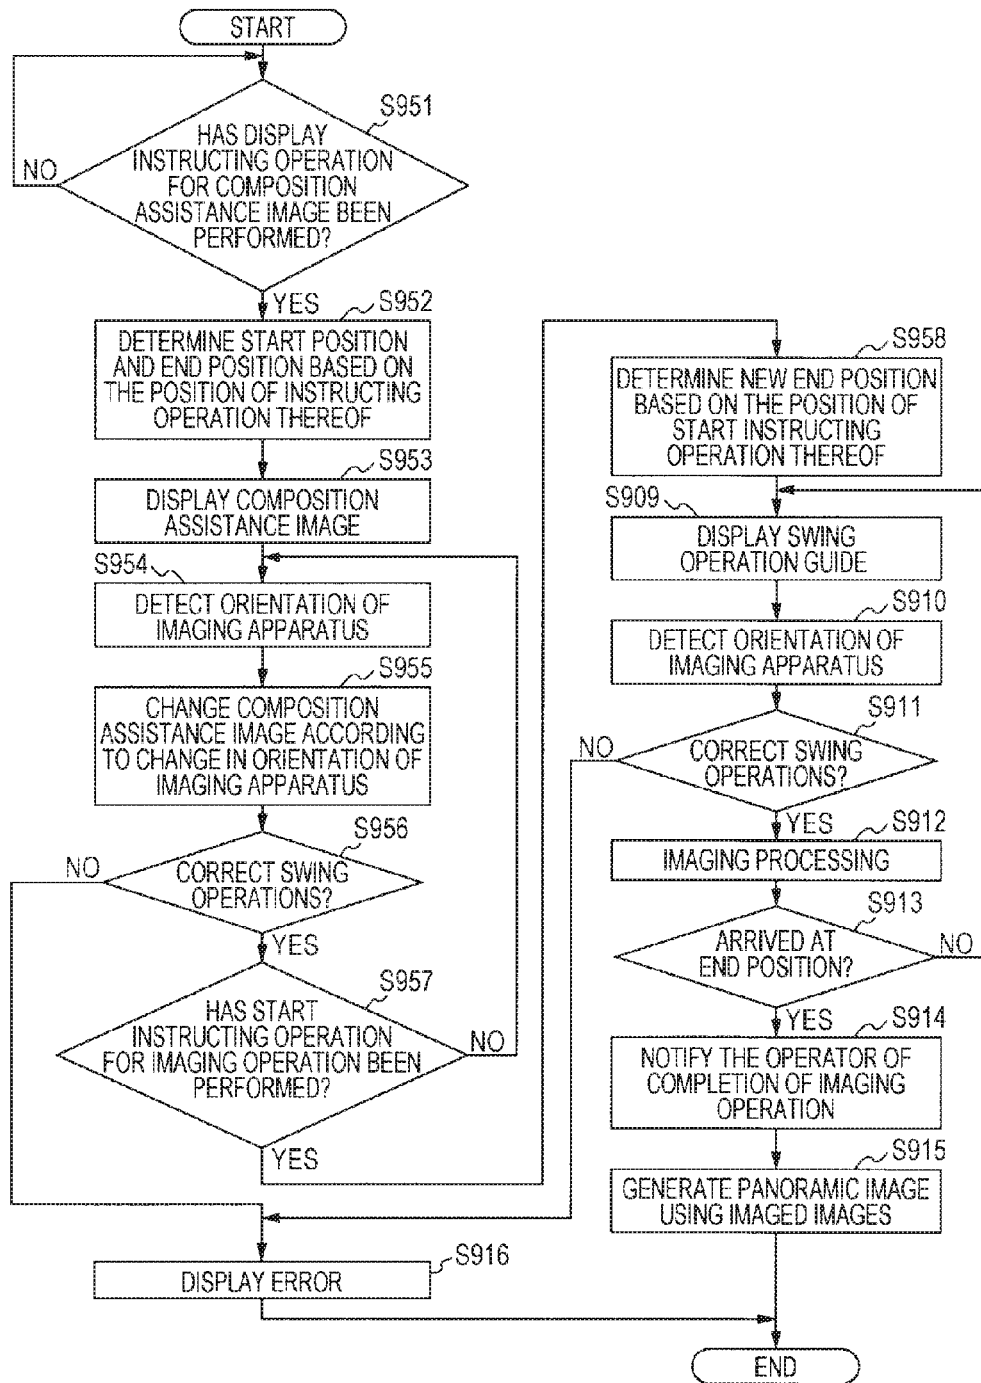 START
S951
HAS DISPLAY
INSTRUCTING OPERATION
FOR COMPOSITION
ASSISTANCE IMAGE BEEN
PERFORMED?
NO
YES
S952
DETERMINE START POSITION
AND END POSITION BASED ON
THE POSITION OF INSTRUCTING
OPERATION THEREOF
S953
DISPLAY COMPOSITION
ASSISTANCE IMAGE
S954
DETECT ORIENTATION OF
IMAGING APPARATUS
S955
CHANGE COMPOSITION
ASSISTANCE IMAGE ACCORDING
TO CHANGE IN ORIENTATION OF
IMAGING APPARATUS
S956
NO
CORRECT SWING
OPERATIONS?
YES
S957
HAS START
INSTRUCTING OPERATION
FOR IMAGING OPERATION BEEN
PERFORMED?
NO
YES
S958
DETERMINE NEW END POSITION
BASED ON THE POSITION OF
START INSTRUCTING
OPERATION THEREOF
S909
DISPLAY SWING
OPERATION GUIDE
S910
DETECT ORIENTATION OF
IMAGING APPARATUS
S911
NO
CORRECT SWING
OPERATIONS?
YES
S912
IMAGING PROCESSING
S913
ARRIVED AT
END POSITION?
NO
YES
S914
NOTIFY THE OPERATOR OF
COMPLETION OF IMAGING
OPERATION
S915
GENERATE PANORAMIC IMAGE
USING IMAGED IMAGES
S916
DISPLAY ERROR
END